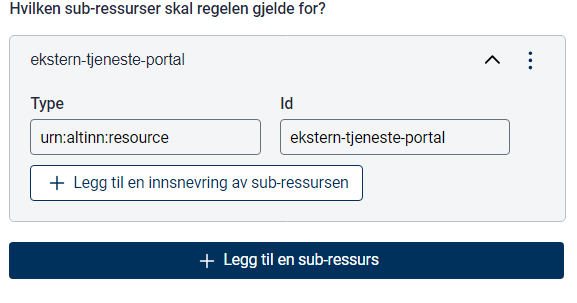 Hvilken sub-ressurser skal regelen gjelde for?
ekstern-tjeneste-portal
Type
Id
urn:altinn:resource
ekstern-tjeneste-portal
Legg til en innsnevring av sub-ressursen
Legg til en sub-ressurs